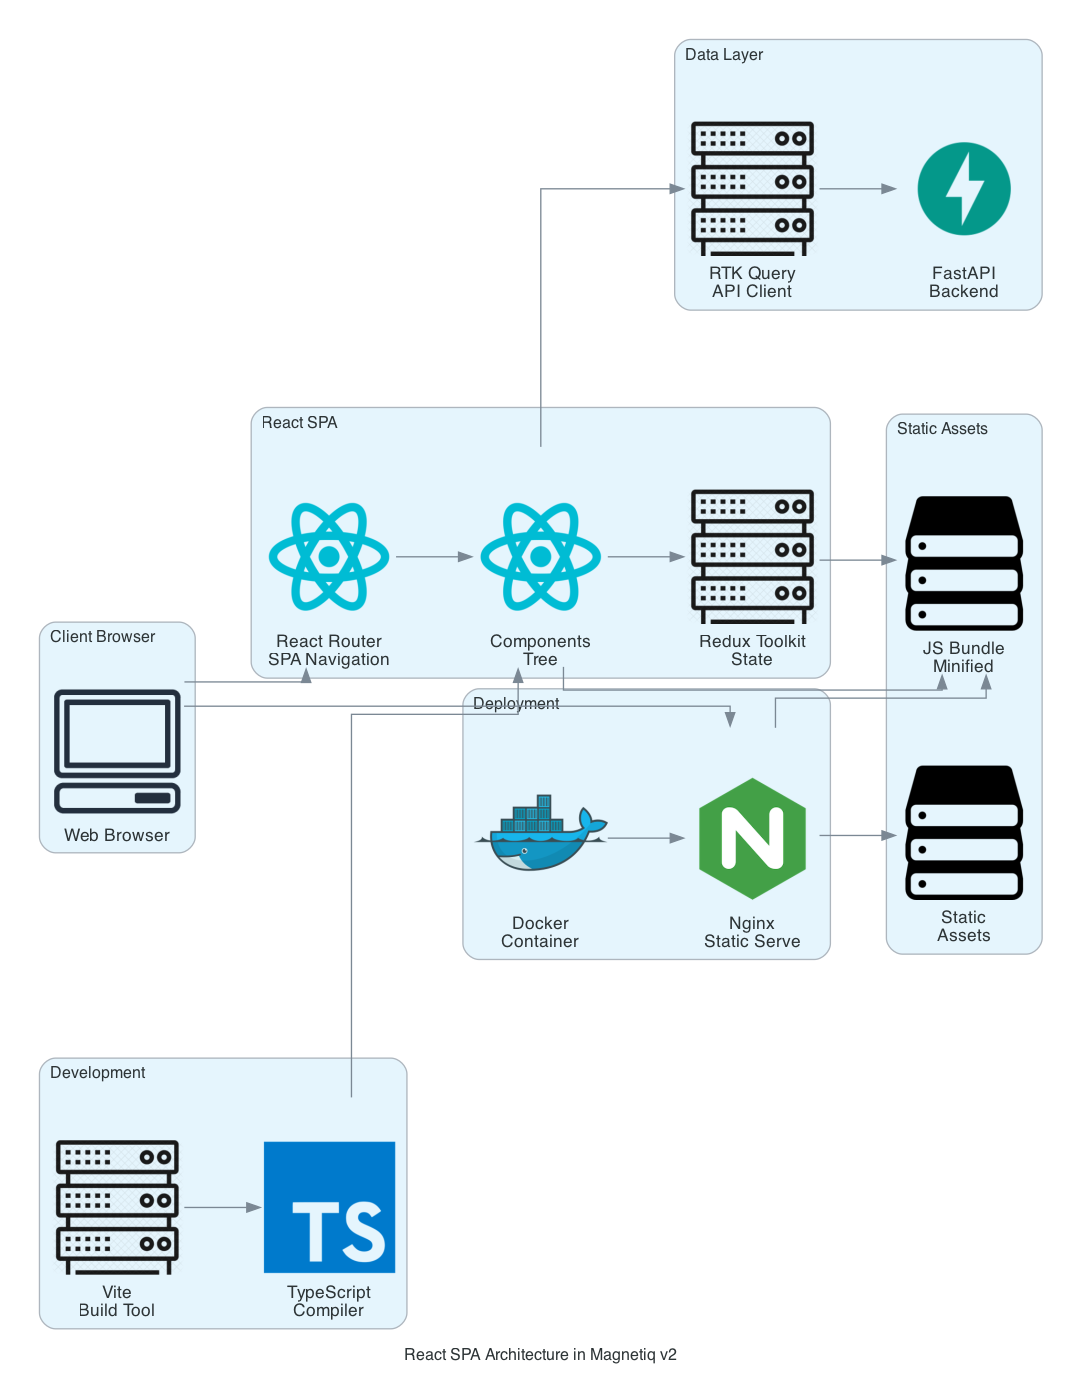 Data Layer
RTK Query
API Client
FastAPI
Backend
React SPA
React Router
SPA Navigation
Components
Tree
Redux Toolkit
State
Static Assets
JS Bundle
Minified
Static
Assets
Client Browser
Web Browser
Deployment
Docker
Container
N
Nginx
Static Serve
Development
Vite
Build Tool
TS
TypeScript
Compiler
React SPA Architecture in Magnetiq v2